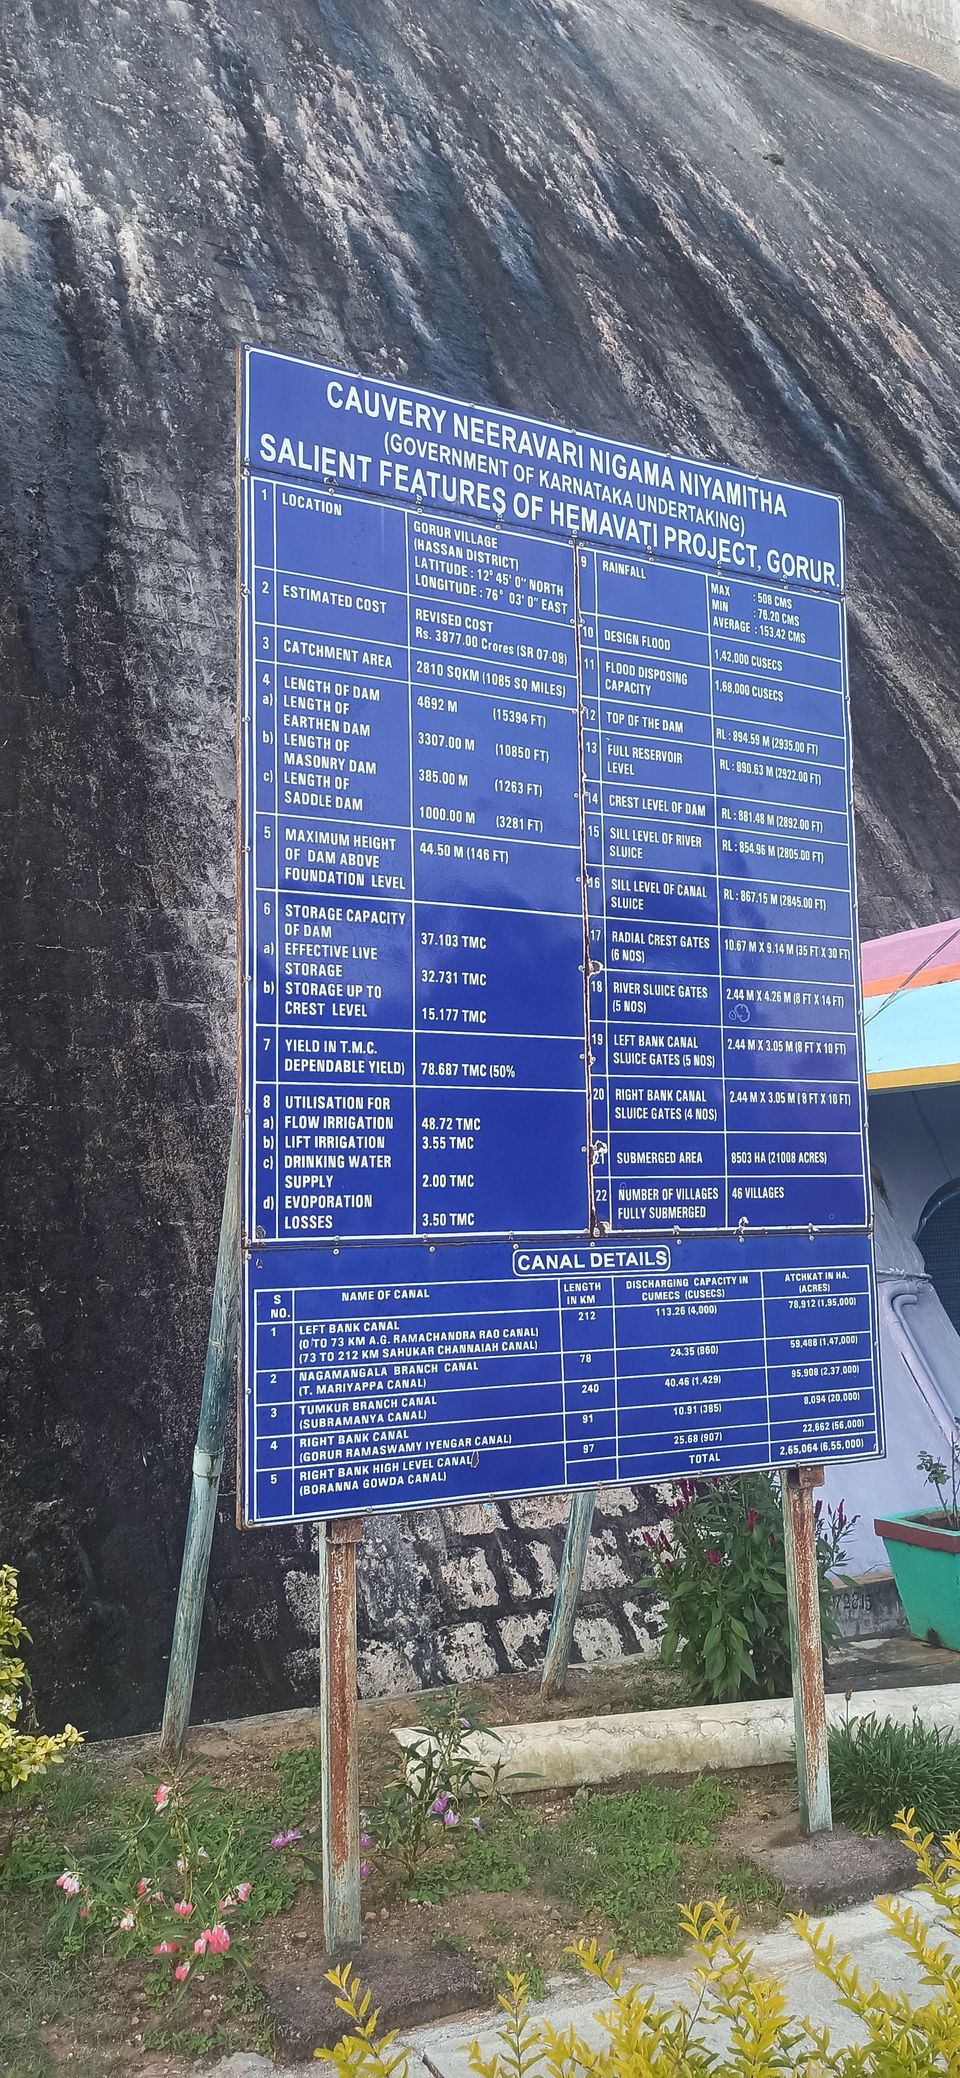 CAUVERY NEERAVARI NIGAMA NIYAMITHA
(GOVERNMENT OF KARNATAKA UNDERTAKING)
SALIENT FEATURES OF HEMAVATI PROJECT, GORUR.
1 LOCATION GORUR VILLAGE
(HASSAN DISTRICT)
LATITUDE : 12° 45' 0" NORTH
LONGITUDE : 76° 03' 0" EAST
2 ESTIMATED COST REVISED COST
Rs. 3877.00 Crores (SR 07-08)
3 CATCHMENT AREA 2810 SQKM (1085 SQ MILES)
4 LENGTH OF DAM 4692 M (15394 FT)
a) LENGTH OF
EARTHEN DAM 3307.00 M (10850 FT)
b) LENGTH OF
MASONRY DAM 385.00 M (1263 FT)
c) LENGTH OF
SADDLE DAM 1000.00 M (3281 FT)
5 MAXIMUM HEIGHT 44.50 M (146 FT)
OF DAM ABOVE
FOUNDATION LEVEL
6 STORAGE CAPACITY
OF DAM 37.103 TMC
a) EFFECTIVE LIVE
STORAGE 32.731 TMC
b) STORAGE UP TO
CREST LEVEL 15.177 TMC
7 YIELD IN T.M.C.
DEPENDABLE YIELD) 78.687 TMC (50%
8 UTILISATION FOR
a) FLOW IRRIGATION 48.72 TMC
b) LIFT IRRIGATION 3.55 TMC
c) DRINKING WATER
SUPPLY 2.00 TMC
d) EVOPORATION
LOSSES 3.50 TMC
9 RAINFALL MAX : 508 CMS
MIN : 76.20 CMS
AVERAGE : 153.42 CMS
10 DESIGN FLOOD 1,42,000 CUSECS
11 FLOOD DISPOSING 1,68,000 CUSECS
CAPACITY
12 TOP OF THE DAM RL : 894.59 M (2935.00 FT)
13 FULL RESERVOIR RL : 890.63 M (2922.00 FT)
LEVEL
14 CREST LEVEL OF DAM RL : 881.48 M (2892.00 FT)
15 SILL LEVEL OF RIVER RL : 854.96 M (2805.00 FT)
SLUICE
16 SILL LEVEL OF CANAL RL : 867.15 M (2845.00 FT)
SLUICE
17 RADIAL CREST GATES 10.67 M X 9.14 M (35 FT X 30 FT)
(6 NOS)
18 RIVER SLUICE GATES 2.44 M X 4.26 M (8 FT X 14 FT)
(5 NOS)
19 LEFT BANK CANAL 2.44 M X 3.05 M (8 FT X 10 FT)
SLUICE GATES (5 NOS)
20 RIGHT BANK CANAL 2.44 M X 3.05 M (8 FT X 10 FT)
SLUICE GATES (4 NOS)
21 SUBMERGED AREA 8503 HA (21008 ACRES)
22 NUMBER OF VILLAGES 46 VILLAGES
FULLY SUBMERGED
CANAL DETAILS
S NO. NAME OF CANAL LENGTH IN KM DISCHARGING CAPACITY IN CUMECS (CUSECS) ATCHKAT IN HA. (ACRES)
1 LEFT BANK CANAL 212 113.26 (4,000) 78,912 (1,95,000)
(0 TO 73 KM A.G. RAMACHANDRA RAO CANAL)
(73 TO 212 KM SAHUKAR CHANNAIAH CANAL)
2 NAGAMANGALA BRANCH CANAL 78 24.35 (860) 59,488 (1,47,000)
(T. MARIYAPPA CANAL)
3 TUMKUR BRANCH CANAL 240 40.46 (1,429) 95,908 (2,37,000)
(SUBRAMANYA CANAL)
4 RIGHT BANK CANAL 91 10.91 (385) 8,094 (20,000)
(GORUR RAMASWAMY IYENGAR CANAL)
5 RIGHT BANK HIGH LEVEL CANAL 97 25.68 (907) 22,662 (56,000)
(BORANNA GOWDA CANAL)
TOTAL 2,65,064 (6,55,000)